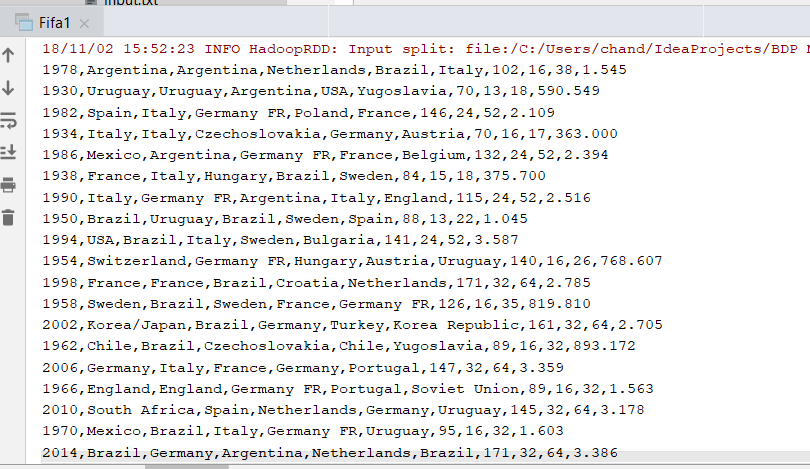 input.txt
Fifa1
18/11/02 15:52:23 INFO HadoopRDD: Input split: file:/C:/Users/chand/IdeaProjects/BDP
1978,Argentina,Argentina,Netherlands,Brazil,Italy,102,16,38,1.545
1930,Uruguay,Uruguay,Argentina,USA,Yugoslavia,70,13,18,590.549
1982,Spain,Italy,Germany FR,Poland,France,146,24,52,2.109
1934,Italy,Italy,Czechoslovakia,Germany,Austria,70,16,17,363.000
1986,Mexico,Argentina,Germany FR,France,Belgium,132,24,52,2.394
1938,France,Italy,Hungary,Brazil,Sweden,84,15,18,375.700
1990,Italy,Germany FR,Argentina,Italy,England,115,24,52,2.516
1950,Brazil,Uruguay,Brazil,Sweden,Spain,88,13,22,1.045
1994,USA,Brazil,Italy,Sweden,Bulgaria,141,24,52,3.587
1954,Switzerland,Germany FR,Hungary,Austria,Uruguay,140,16,26,768.607
1998,France,France,Brazil,Croatia,Netherlands,171,32,64,2.785
1958,Sweden,Brazil,Sweden,France,Germany FR,126,16,35,819.810
2002,Korea/Japan,Brazil,Germany,Turkey,Korea Republic,161,32,64,2.705
1962,Chile,Brazil,Czechoslovakia,Chile,Yugoslavia,89,16,32,893.172
2006,Germany,Italy,France,Germany,Portugal,147,32,64,3.359
1966,England,England,Germany FR,Portugal,Soviet Union,89,16,32,1.563
2010,South Africa,Spain,Netherlands,Germany,Uruguay,145,32,64,3.178
1970,Mexico,Brazil,Italy,Germany FR,Uruguay,95,16,32,1.603
2014,Brazil,Germany,Argentina,Netherlands,Brazil,171,32,64,3.386